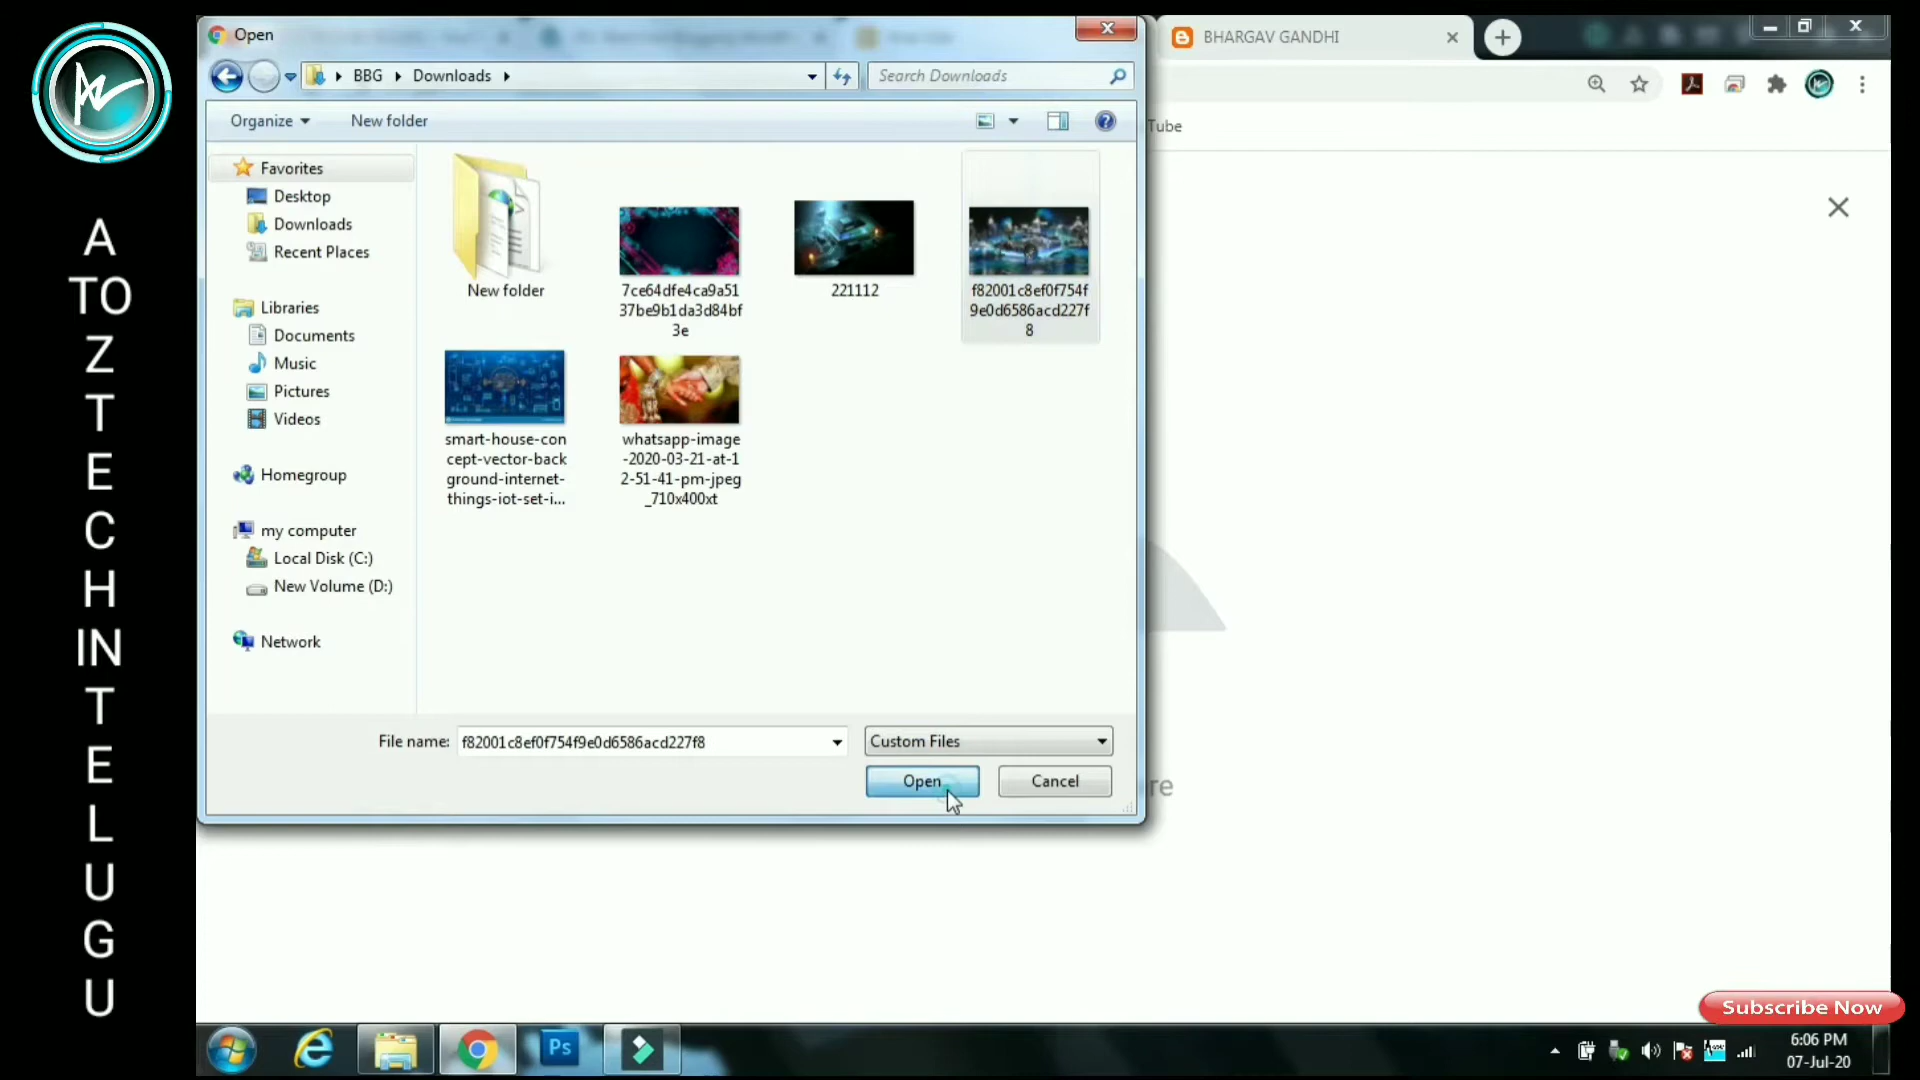 A
TO
Z
T
E
C
H
IN
T
E
L
U
G
U
Open
BHARGAV GANDHI
BBG
Downloads
Search Downloads
Organize
New folder
Tube
Favorites
Desktop
Downloads
Recent Places
Libraries
Documents
Music
Pictures
Videos
Homegroup
my computer
Local Disk (C:)
New Volume (D:)
Network
New folder
7ce64dfe4ca9a51
37be9b1da3d84bf
3e
221112
f82001c8ef0f754f
9e0d6586acd227f
8
smart-house-con
cept-vector-back
ground-internet-
things-iot-set-i...
whatsapp-image
-2020-03-21-at-1
2-51-41-pm-jpeg
_710x400xt
File name: f82001c8ef0f754f9e0d6586acd227f8
Custom Files
Open
Cancel
re
Subscribe Now
Ps
6:06 PM
07-Jul-20